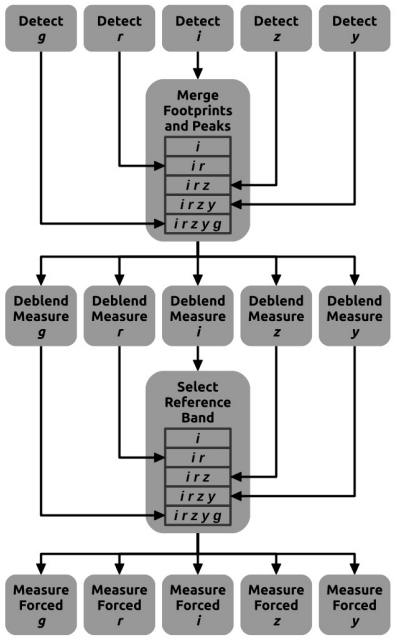 Detect Detect Detect Detect Detect
g r i z y
Merge
Footprints
and Peaks
i
i r
i r z
i r z y
i r z y g
Deblend Deblend Deblend Deblend Deblend
Measure Measure Measure Measure Measure
g r i z y
Select
Reference
Band
i
i r
i r z
i r z y
i r z y g
Measure Measure Measure Measure Measure
Forced Forced Forced Forced Forced
g r i z y